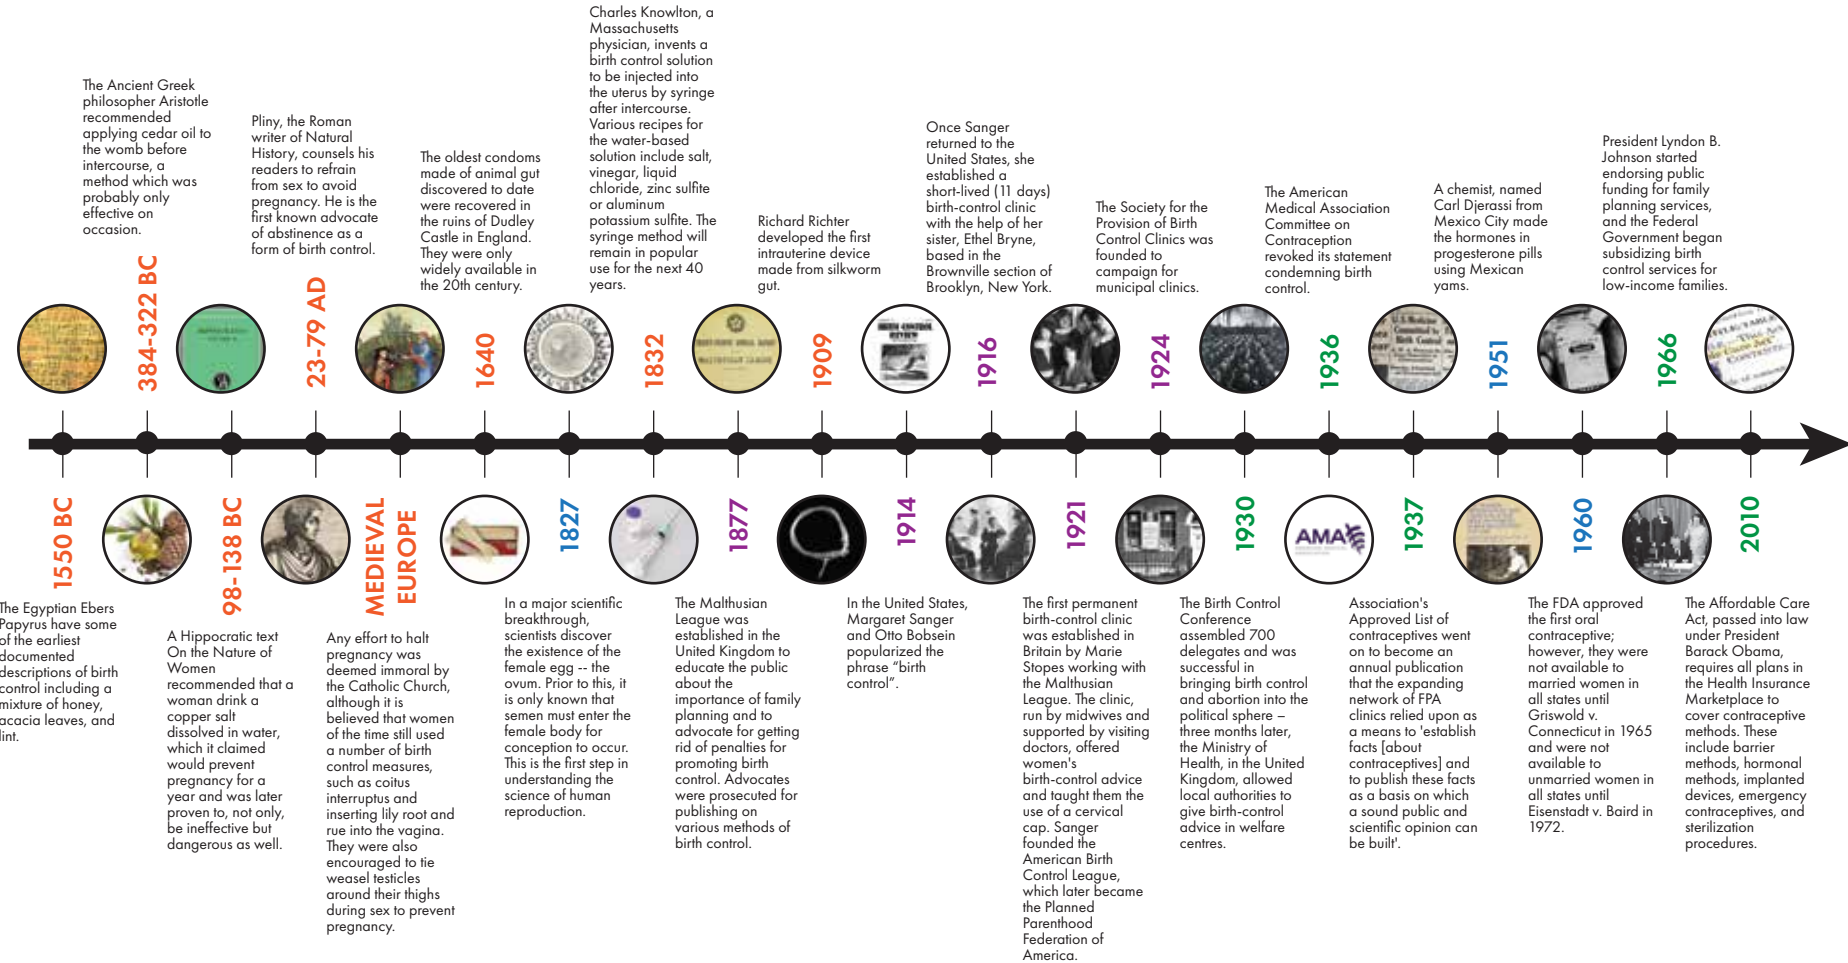 The Ancient Greek
philosopher Aristotle
recommended
applying cedar oil to
the womb before
intercourse, a
method which was
probably only
effective on
occasion.
384-322 BC
Pliny, the Roman
writer of Natural
History, counsels his
readers to refrain
from sex to avoid
pregnancy. He is the
first known advocate
of abstinence as a
form of birth control.
23-79 AD
The oldest condoms
made of animal gut
discovered to date
were recovered in
the ruins of Dudley
Castle in England.
They were only
widely available in
the 20th century.
1640
Charles Knowlton, a
Massachusetts
physician, invents a
birth control solution
to be injected into
the uterus by syringe
after intercourse.
Various recipes for
the water-based
solution include salt,
vinegar, liquid
chloride, zinc sulfite
or aluminum
potassium sulfite. The
syringe method will
remain in popular
use for the next 40
years.
1832
Richard Richter
developed the first
intrauterine device
made from silkworm
gut.
1909
BIRTH CONTROL
REVIEW
Once Sanger
returned to the
United States, she
established a
short-lived (11 days)
birth-control clinic
with the help of her
sister, Ethel Bryne,
based in the
Brownville section of
Brooklyn, New York.
1916
The Society for the
Provision of Birth
Control Clinics was
founded to
campaign for
municipal clinics.
1924
The American
Medical Association
Committee on
Contraception
revoked its statement
condemning birth
control.
1936
A chemist, named
Carl Djerassi from
Mexico City made
the hormones in
progesterone pills
using Mexican
yams.
1951
President Lyndon B.
Johnson started
endorsing public
funding for family
planning services,
and the Federal
Government began
subsidizing birth
control services for
low-income families.
1966
1550 BC
The Egyptian Ebers
Papyrus have some
of the earliest
documented
descriptions of birth
control including a
mixture of honey,
acacia leaves, and
lint.
98-138 BC
A Hippocratic text
On the Nature of
Women
recommended that a
woman drink a
copper salt
dissolved in water,
which it claimed
would prevent
pregnancy for a
year and was later
proven to, not only,
be ineffective but
dangerous as well.
MEDIEVAL
EUROPE
Any effort to halt
pregnancy was
deemed immoral by
the Catholic Church,
although it is
believed that women
of the time still used
a number of birth
control measures,
such as coitus
interruptus and
inserting lily root and
rue into the vagina.
They were also
encouraged to tie
weasel testicles
around their thighs
during sex to prevent
pregnancy.
1827
In a major scientific
breakthrough,
scientists discover
the existence of the
female egg -- the
ovum. Prior to this, it
is only known that
semen must enter the
female body for
conception to occur.
This is the first step in
understanding the
science of human
reproduction.
1877
The Malthusian
League was
established in the
United Kingdom to
educate the public
about the
importance of family
planning and to
advocate for getting
rid of penalties for
promoting birth
control. Advocates
were prosecuted for
publishing on
various methods of
birth control.
1914
In the United States,
Margaret Sanger
and Otto Bobsein
popularized the
phrase “birth
control”.
1921
The first permanent
birth-control clinic
was established in
Britain by Marie
Stopes working with
the Malthusian
League. The clinic,
run by midwives and
supported by visiting
doctors, offered
women's
birth-control advice
and taught them the
use of a cervical
cap. Sanger
founded the
American Birth
Control League,
which later became
the Planned
Parenthood
Federation of
America.
1930
The Birth Control
Conference
assembled 700
delegates and was
successful in
bringing birth control
and abortion into the
political sphere –
three months later,
the Ministry of
Health, in the United
Kingdom, allowed
local authorities to
give birth-control
advice in welfare
centres.
AMA
1937
Association's
Approved List of
contraceptives went
on to become an
annual publication
that the expanding
network of FPA
clinics relied upon as
a means to 'establish
facts [about
contraceptives] and
to publish these facts
as a basis on which
a sound public and
scientific opinion can
be built'.
1960
The FDA approved
the first oral
contraceptive;
however, they were
not available to
married women in
all states until
Griswold v.
Connecticut in 1965
and were not
available to
unmarried women in
all states until
Eisenstadt v. Baird in
1972.
2010
The Affordable Care
Act, passed into law
under President
Barack Obama,
requires all plans in
the Health Insurance
Marketplace to
cover contraceptive
methods. These
include barrier
methods, hormonal
methods, implanted
devices, emergency
contraceptives, and
sterilization
procedures.